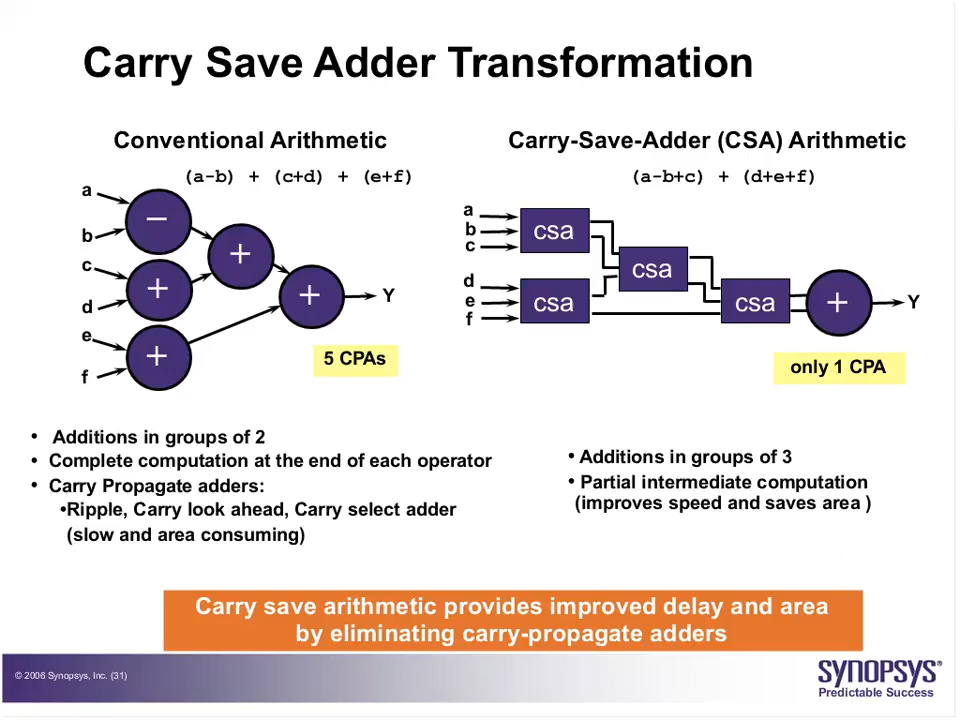 Carry Save Adder Transformation
Conventional Arithmetic
(a-b) + (c+d) + (e+f)
a
b
c
d
e
f
−
+
+
+
+
Y
5 CPAs
• Additions in groups of 2
• Complete computation at the end of each operator
• Carry Propagate adders:
•Ripple, Carry look ahead, Carry select adder
(slow and area consuming)
Carry-Save-Adder (CSA) Arithmetic
(a-b+c) + (d+e+f)
a
b
c
d
e
f
csa
csa
csa
csa
+
Y
only 1 CPA
• Additions in groups of 3
• Partial intermediate computation
(improves speed and saves area )
Carry save arithmetic provides improved delay and area
by eliminating carry-propagate adders
© 2006 Synopsys, Inc. (31)
SYNOPSYS®
Predictable Success